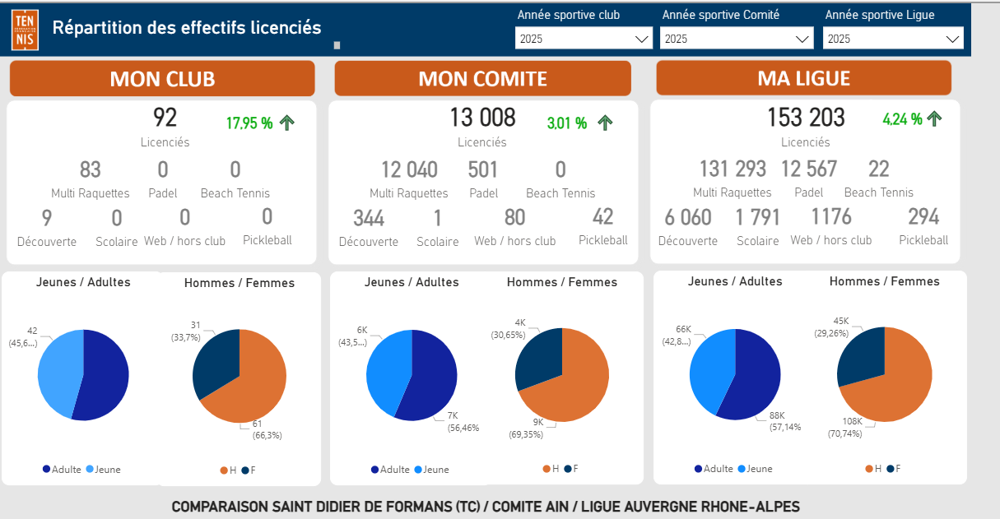 TEN
NIS
Répartition des effectifs licenciés
Année sportive club
2025
Année sportive Comité
2025
Année sportive Ligue
2025
MON CLUB
92
17,95 %
Licenciés
83
0
0
Multi Raquettes
Padel
Beach Tennis
9
0
0
0
Découverte
Scolaire
Web / hors club
Pickleball
Jeunes / Adultes
42
(45,6...)
Adulte
Jeune
Hommes / Femmes
31
(33,7%)
61
(66,3%)
H
F
MON COMITE
13 008
3,01 %
Licenciés
12 040
501
0
Multi Raquettes
Padel
Beach Tennis
344
1
80
42
Découverte
Scolaire
Web / hors club
Pickleball
Jeunes / Adultes
6K
(43,5...)
7K
(56,46%
Adulte
Jeune
Hommes / Femmes
4K
(30,65%)
9K
(69,35%)
H
F
MA LIGUE
153 203
4,24 %
Licenciés
131 293
12 567
22
Multi Raquettes
Padel
Beach Tennis
6 060
1 791
1176
294
Découverte
Scolaire
Web / hors club
Pickleball
Jeunes / Adultes
66K
(42,8...)
88K
(57,14%
Adulte
Jeune
Hommes / Femmes
45K
(29,26%)
108K
(70,74%)
H
F
COMPARAISON SAINT DIDIER DE FORMANS (TC) / COMITE AIN / LIGUE AUVERGNE RHONE-ALPES